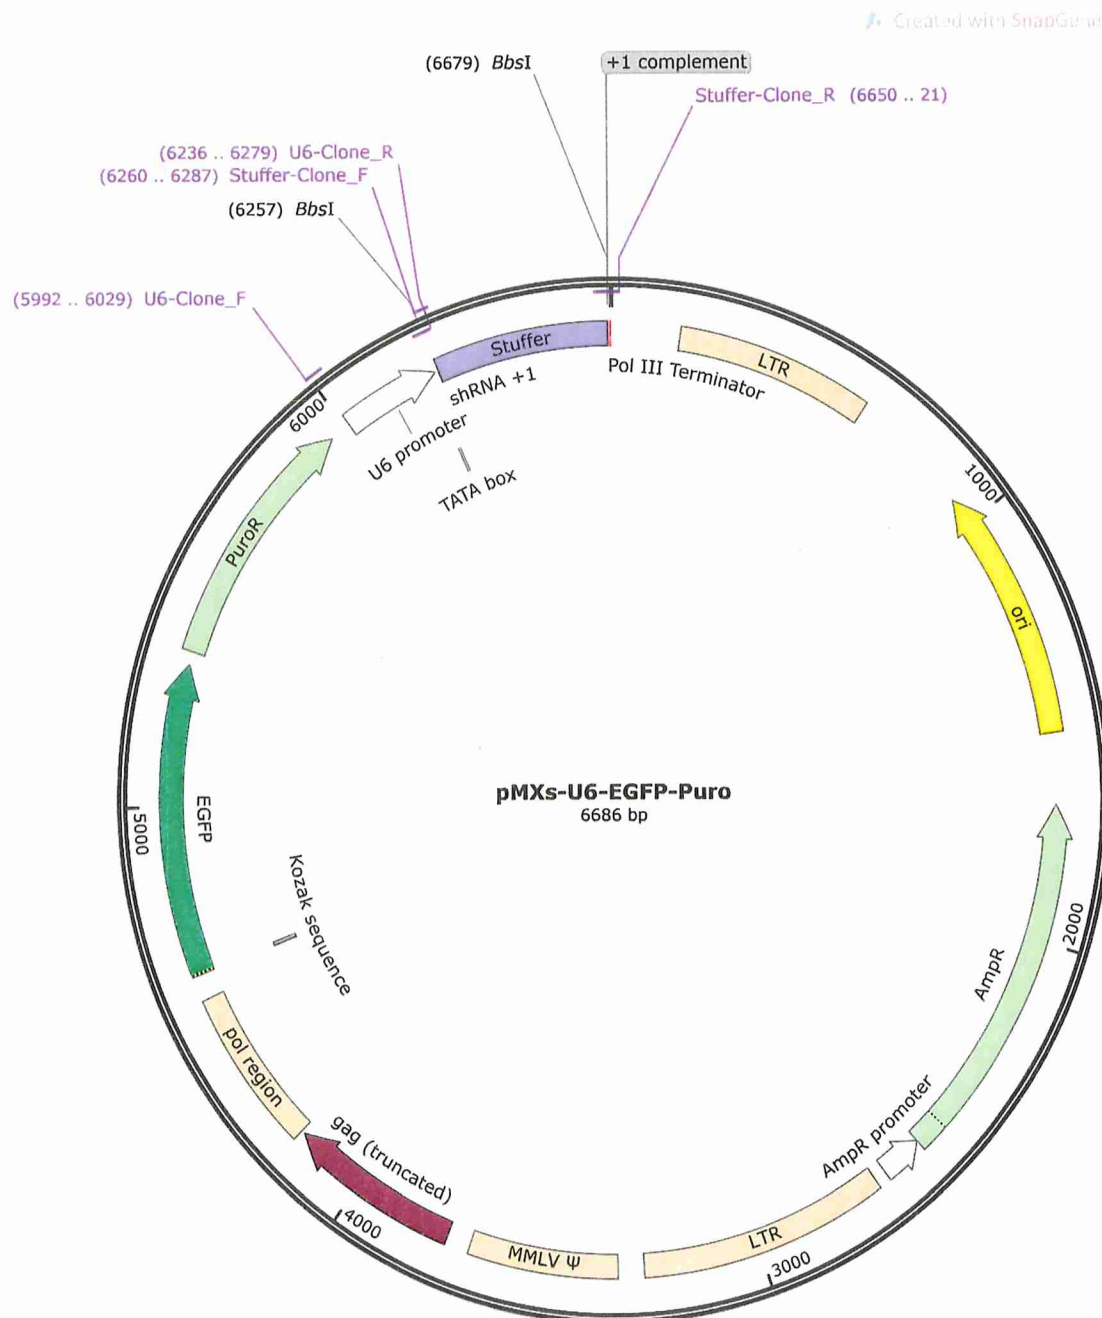 Created with SnapGene
(6679) BbsI
+1 complement
Stuffer-Clone_R (6650 .. 21)
(6236 .. 6279) U6-Clone_R
(6260 .. 6287) Stuffer-Clone_F
(6257) BbsI
(5992 .. 6029) U6-Clone_F
Stuffer
LTR
Pol III Terminator
shRNA +1
6000
U6 promoter
TATA box
1000
PuroR
ori
pMXs-U6-EGFP-Puro
6686 bp
EGFP
5000
Kozak sequence
2000
AmpR
pol region
AmpR promoter
gag (truncated)
4000
LTR
MMLV Ψ
3000